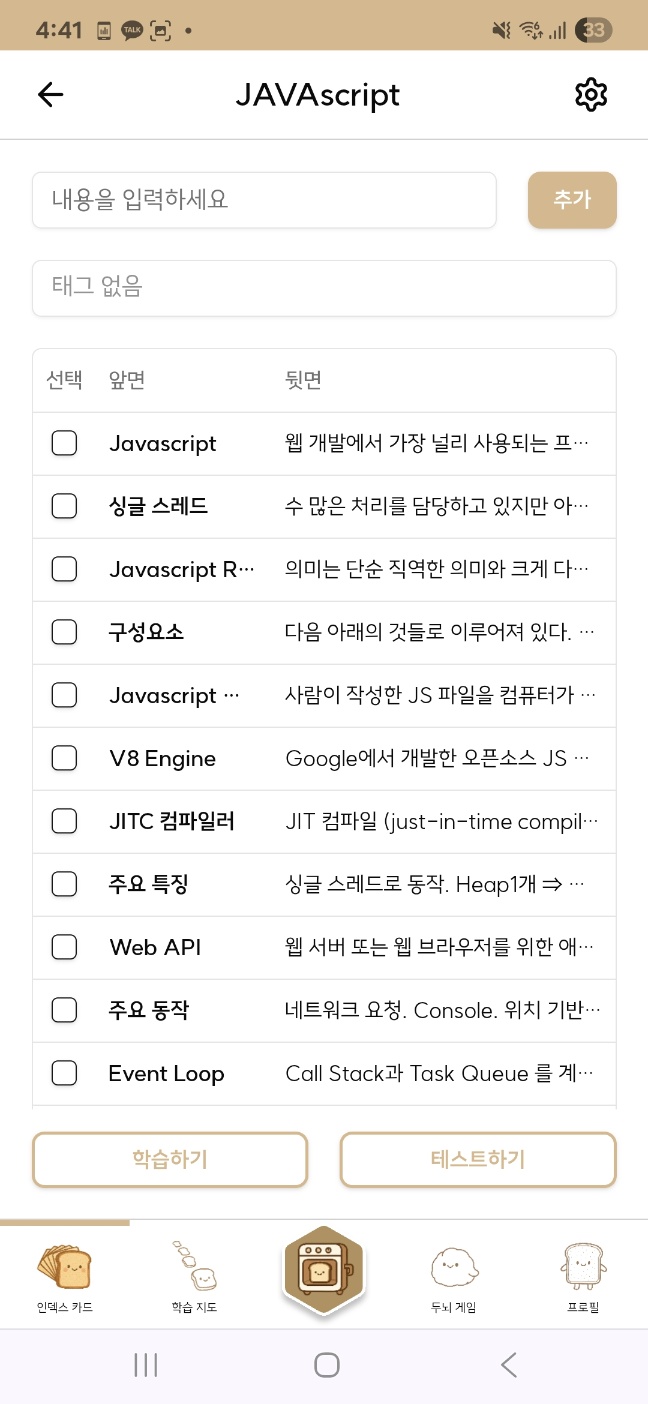 4:41 TALK 33
JAVAscript
내용을 입력하세요 추가
태그 없음
선택 앞면 뒷면
Javascript 웹 개발에서 가장 널리 사용되는 프…
싱글 스레드 수 많은 처리를 담당하고 있지만 아…
Javascript R… 의미는 단순 직역한 의미와 크게 다…
구성요소 다음 아래의 것들로 이루어져 있다. …
Javascript … 사람이 작성한 JS 파일을 컴퓨터가 …
V8 Engine Google에서 개발한 오픈소스 JS …
JITC 컴파일러 JIT 컴파일 (just-in-time compil…
주요 특징 싱글 스레드로 동작. Heap1개 ⇒ …
Web API 웹 서버 또는 웹 브라우저를 위한 애…
주요 동작 네트워크 요청. Console. 위치 기반…
Event Loop Call Stack과 Task Queue 를 계…
학습하기 테스트하기
인덱스 카드 학습 지도 두뇌 게임 프로필